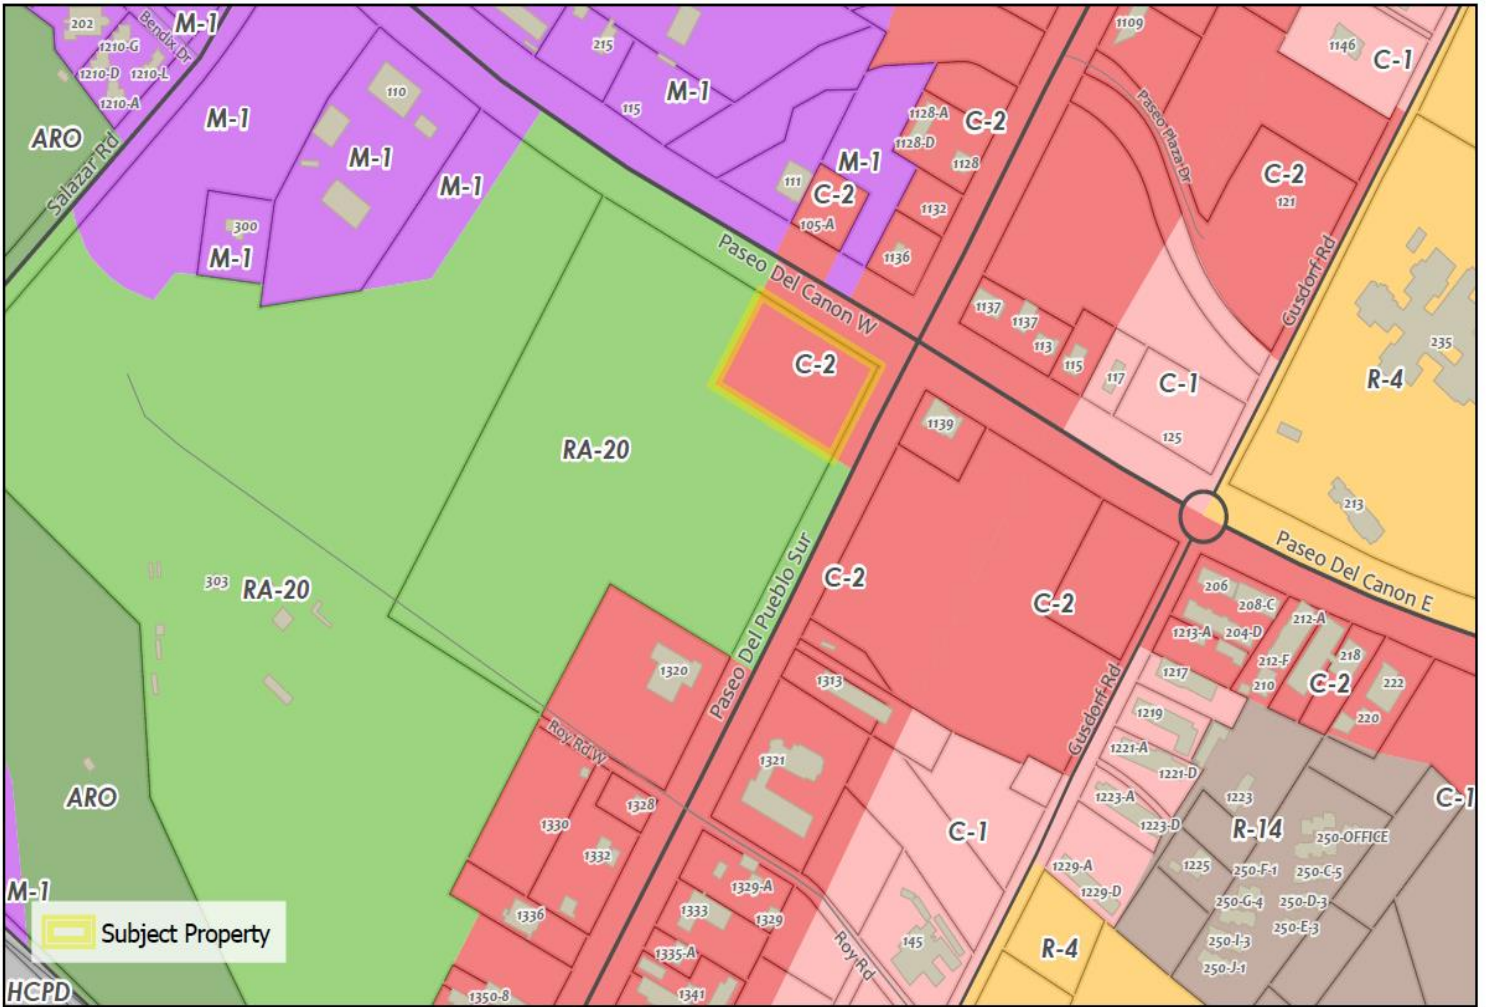 202
M-1
Bendix Dr
1210-G
1210-D
1210-L
1210-A
215
1109
1146
C-1
110
M-1
115
M-1
1128-A
C-2
Paseo Plaza Dr
ARO
Salazar Rd
M-1
M-1
1128-D
1128
M-1
C-2
121
111
C-2
1132
300
M-1
105-A
1136
Paseo Del Canon W
Gusdorf Rd
1137
1137
113
115
117
C-1
235
R-4
C-2
1139
125
RA-20
213
Paseo Del Canon E
303
RA-20
Paseo Del Pueblo Sur
C-2
C-2
206
208-C
212-A
1213-A
204-D
212-F
218
210
C-2
222
220
1320
1313
1217
Gusdorf Rd
1219
Roy Rd W
1321
1221-A
1221-D
ARO
1328
1223-A
1223
C-1
1330
C-1
1223-D
R-14
250-OFFICE
1332
1229-A
1225
250-F-1
250-C-5
M-1
1329-A
1229-D
250-G-4
250-D-3
1336
1333
1329
250-E-3
Subject Property
1335-A
Roy Rd
145
R-4
250-I-3
250-J-1
HCPD
1350-8
1341